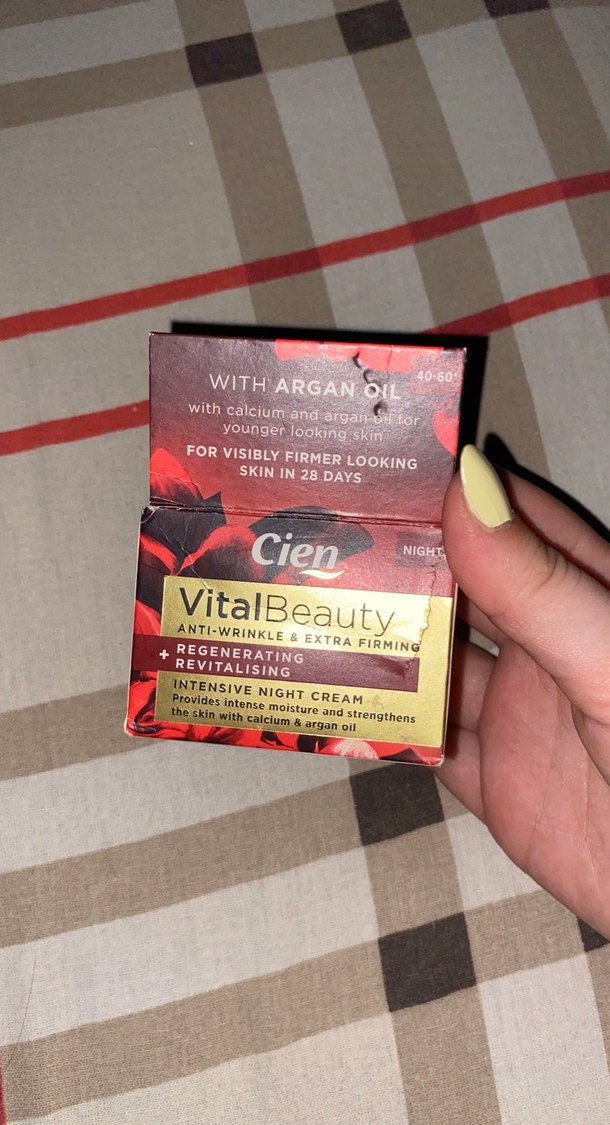 40-60*
WITH ARGAN OIL
with calcium and argan oil for
younger looking skin
FOR VISIBLY FIRMER LOOKING
SKIN IN 28 DAYS
Cien
NIGHT
VitalBeauty
ANTI-WRINKLE & EXTRA FIRMING
+ REGENERATING
REVITALISING
INTENSIVE NIGHT CREAM
Provides intense moisture and strengthens
the skin with calcium & argan oil